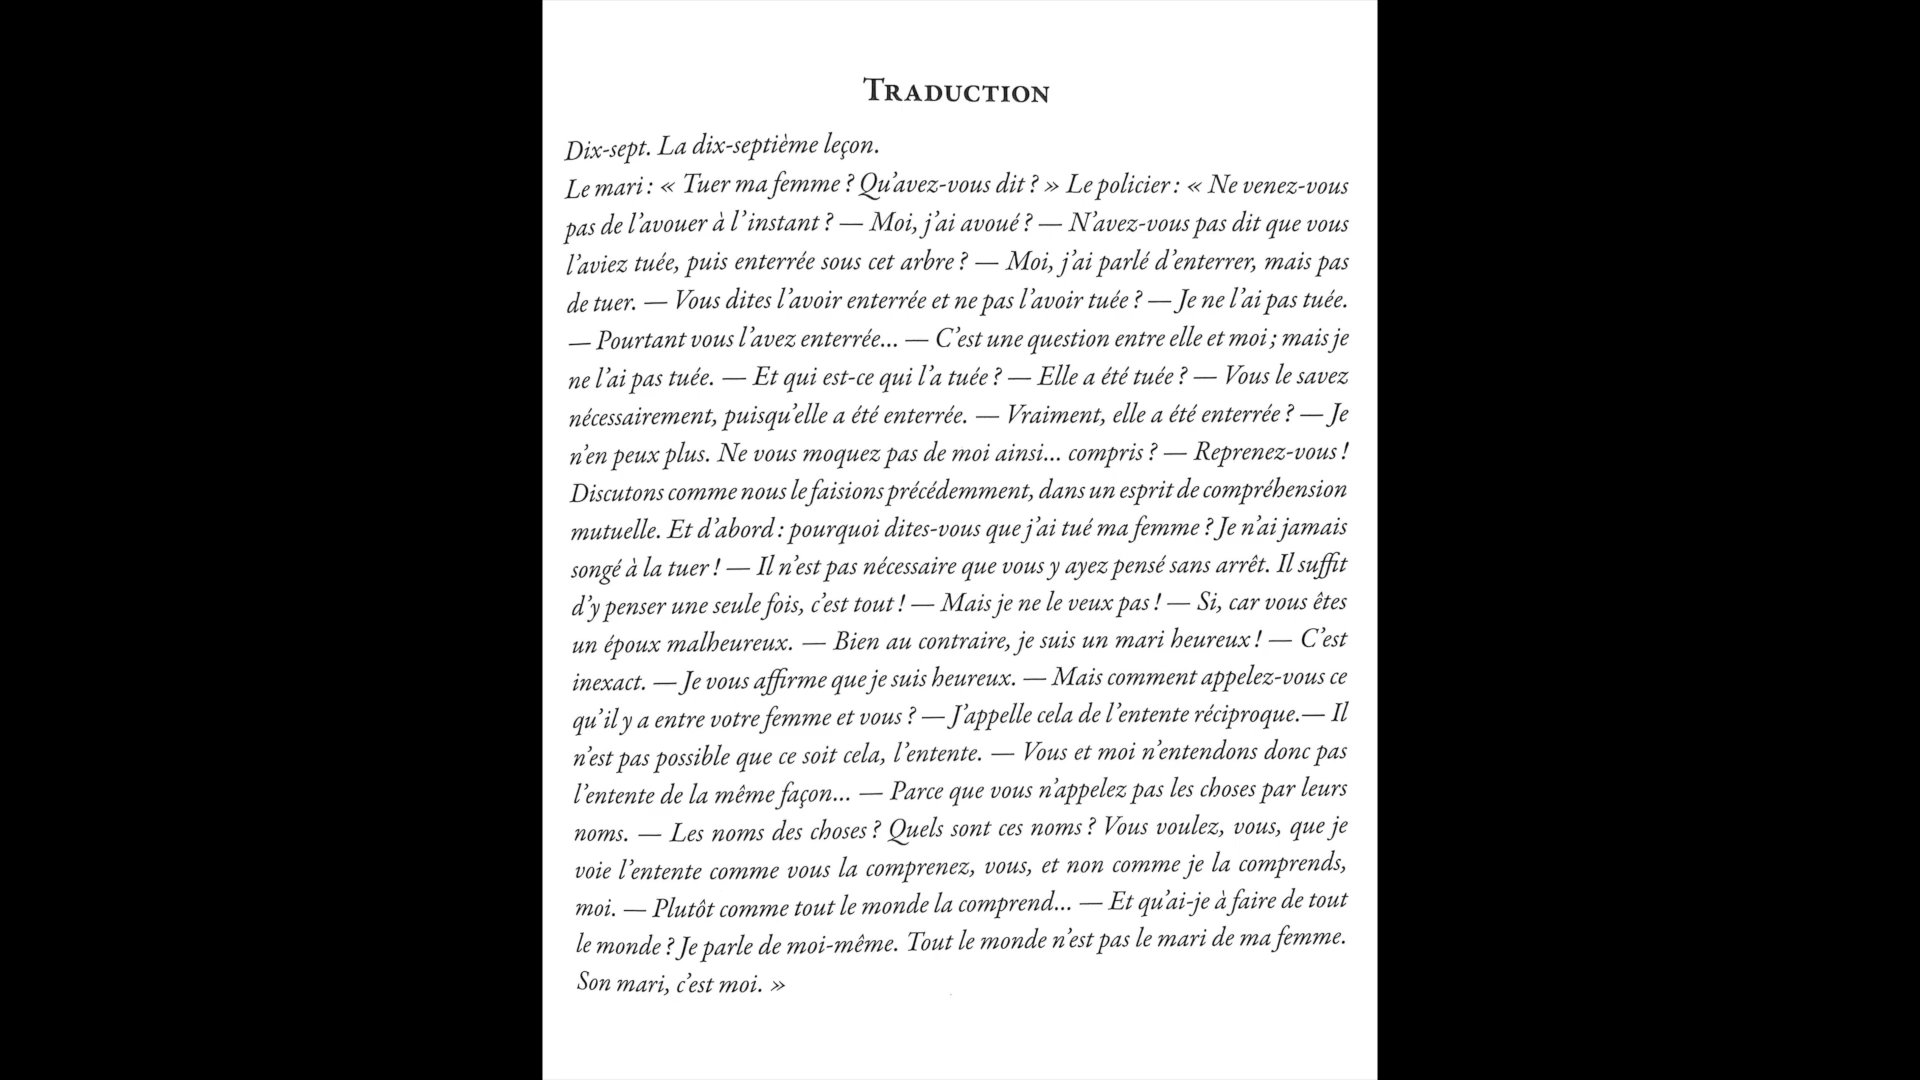 Traduction
Dix-sept. La dix-septième leçon.
Le mari : « Tuer ma femme ? Qu’avez-vous dit ? » Le policier : « Ne venez-vous
pas de l’avouer à l’instant ? — Moi, j’ai avoué ? — N’avez-vous pas dit que vous
l’aviez tuée, puis enterrée sous cet arbre ? — Moi, j’ai parlé d’enterrer, mais pas
de tuer. — Vous dites l’avoir enterrée et ne pas l’avoir tuée ? — Je ne l’ai pas tuée.
— Pourtant vous l’avez enterrée... — C’est une question entre elle et moi ; mais je
ne l’ai pas tuée. — Et qui est-ce qui l’a tuée ? — Elle a été tuée ? — Vous le savez
nécessairement, puisqu’elle a été enterrée. — Vraiment, elle a été enterrée ? — Je
n’en peux plus. Ne vous moquez pas de moi ainsi... compris ? — Reprenez-vous !
Discutons comme nous le faisions précédemment, dans un esprit de compréhension
mutuelle. Et d’abord : pourquoi dites-vous que j’ai tué ma femme ? Je n’ai jamais
songé à la tuer ! — Il n’est pas nécessaire que vous y ayez pensé sans arrêt. Il suffit
d’y penser une seule fois, c’est tout ! — Mais je ne le veux pas ! — Si, car vous êtes
un époux malheureux. — Bien au contraire, je suis un mari heureux ! — C’est
inexact. — Je vous affirme que je suis heureux. — Mais comment appelez-vous ce
qu’il y a entre votre femme et vous ? — J’appelle cela de l’entente réciproque.— Il
n’est pas possible que ce soit cela, l’entente. — Vous et moi n’entendons donc pas
l’entente de la même façon... — Parce que vous n’appelez pas les choses par leurs
noms. — Les noms des choses ? Quels sont ces noms ? Vous voulez, vous, que je
voie l’entente comme vous la comprenez, vous, et non comme je la comprends,
moi. — Plutôt comme tout le monde la comprend... — Et qu’ai-je à faire de tout
le monde ? Je parle de moi-même. Tout le monde n’est pas le mari de ma femme.
Son mari, c’est moi. »